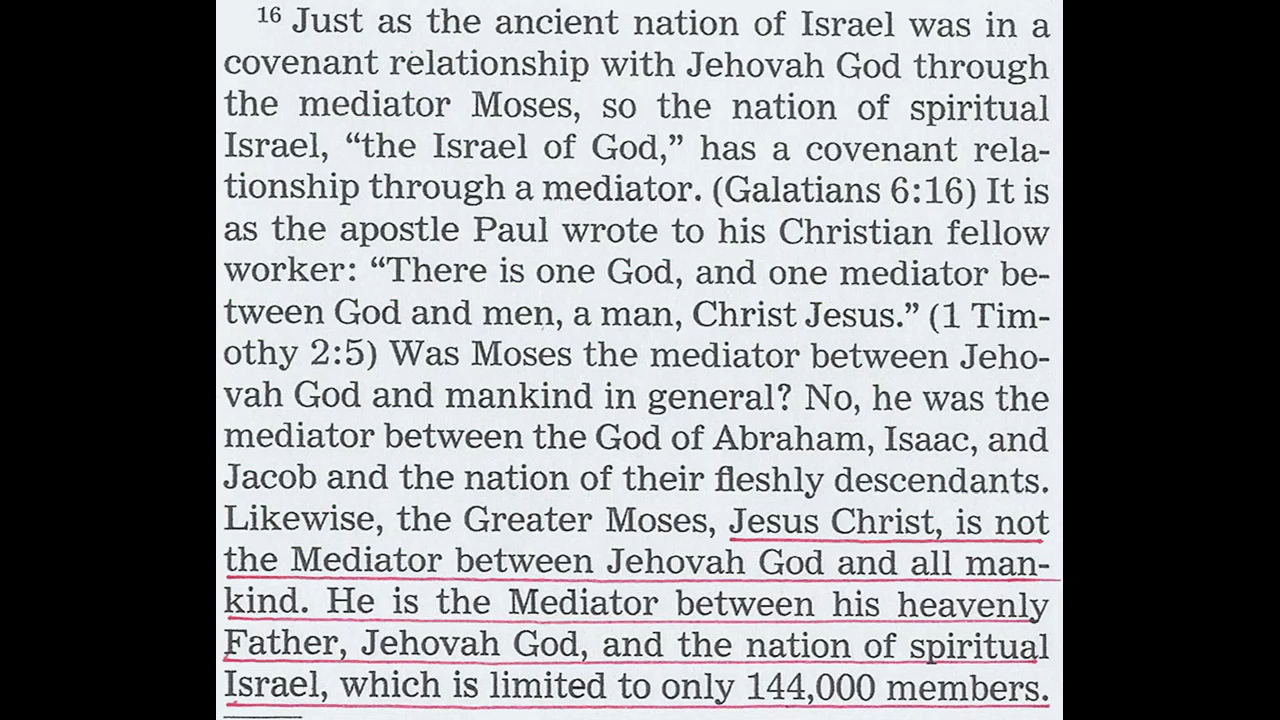 16 Just as the ancient nation of Israel was in a
covenant relationship with Jehovah God through
the mediator Moses, so the nation of spiritual
Israel, “the Israel of God,” has a covenant rela-
tionship through a mediator. (Galatians 6:16) It is
as the apostle Paul wrote to his Christian fellow
worker: “There is one God, and one mediator be-
tween God and men, a man, Christ Jesus.” (1 Tim-
othy 2:5) Was Moses the mediator between Jeho-
vah God and mankind in general? No, he was the
mediator between the God of Abraham, Isaac, and
Jacob and the nation of their fleshly descendants.
Likewise, the Greater Moses, Jesus Christ, is not
the Mediator between Jehovah God and all man-
kind. He is the Mediator between his heavenly
Father, Jehovah God, and the nation of spiritual
Israel, which is limited to only 144,000 members.